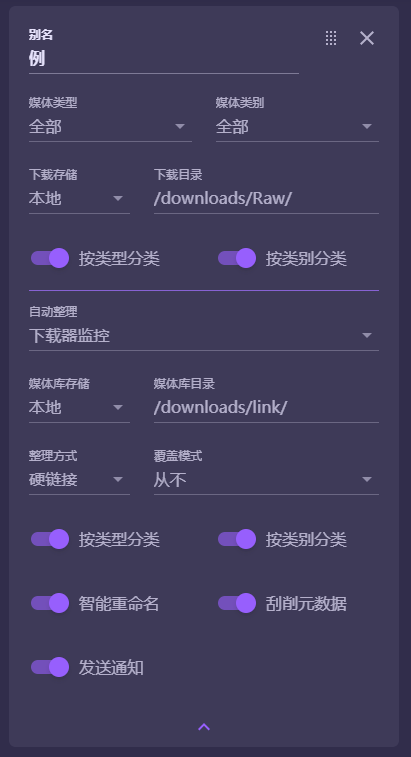 别名
例
媒体类型 媒体类别
全部 全部
下载存储 下载目录
本地 /downloads/Raw/
按类型分类 按类别分类
自动整理
下载器监控
媒体库存储 媒体库目录
本地 /downloads/link/
整理方式 覆盖模式
硬链接 从不
按类型分类 按类别分类
智能重命名 刮削元数据
发送通知